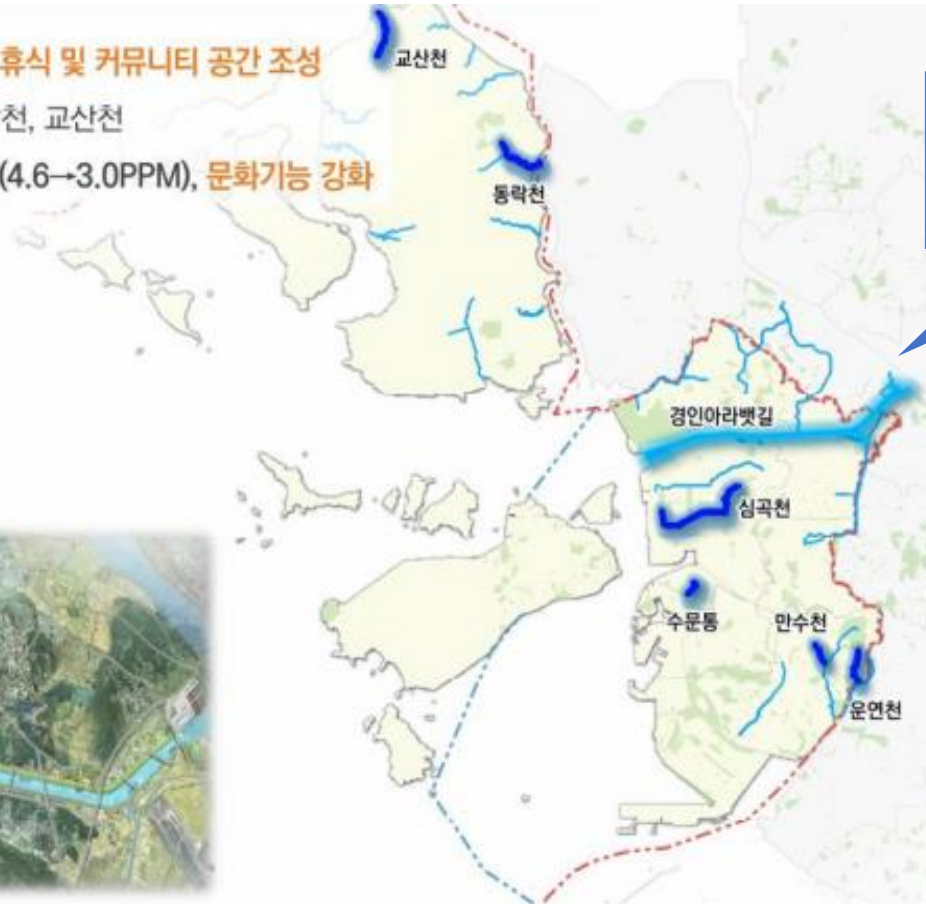 휴식 및 커뮤니티 공간 조성
천, 교산천
(4.6→3.0PPM), 문화기능 강화
교산천
동락천
경인아라뱃길
심곡천
수문통
만수천
운연천